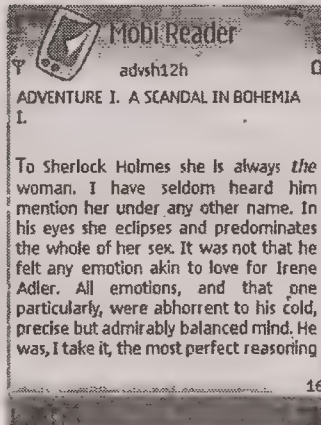 Mobi Reader
advsh12h
ADVENTURE I. A SCANDAL IN BOHEMIA
I.
To Sherlock Holmes she is always the
woman. I have seldom heard him
mention her under any other name. In
his eyes she eclipses and predominates
the whole of her sex. It was not that he
felt any emotion akin to love for Irene
Adler. All emotions, and that one
particularly, were abhorrent to his cold,
precise but admirably balanced mind. He
was, I take it, the most perfect reasoning
16